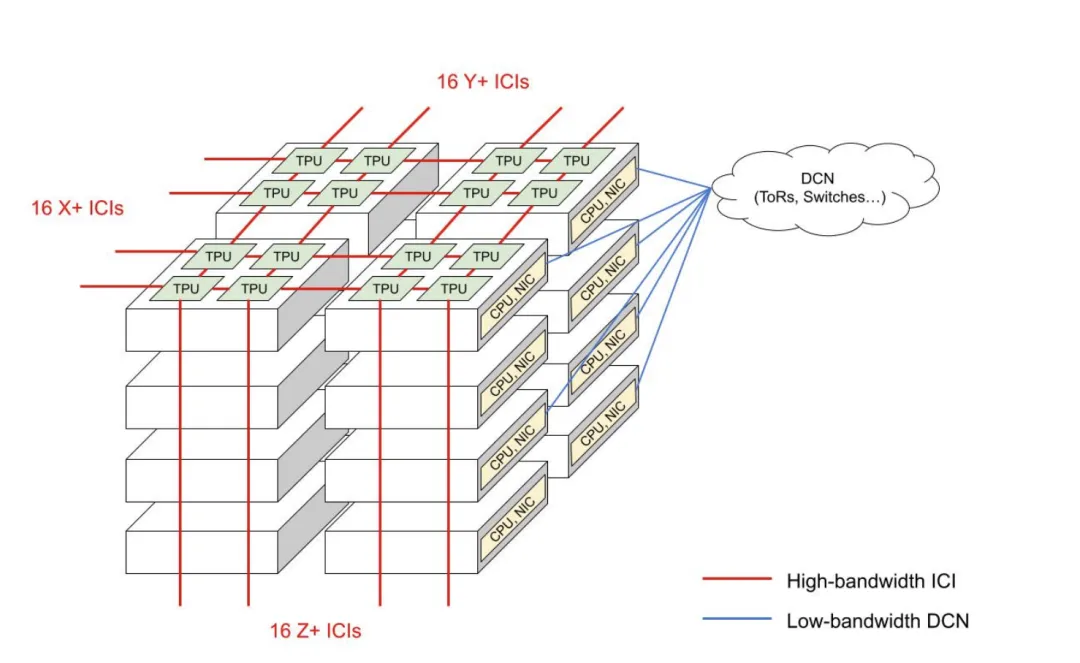 16 Y+ ICIs
TPU TPU TPU TPU
DCN
(ToRs, Switches…)
TPU TPU TPU TPU
CPU, NIC
16 X+ ICIs
TPU TPU TPU TPU
CPU, NIC
TPU TPU TPU TPU
CPU, NIC
CPU, NIC
CPU, NIC
CPU, NIC
CPU, NIC
CPU, NIC
High-bandwidth ICI
Low-bandwidth DCN
16 Z+ ICIs